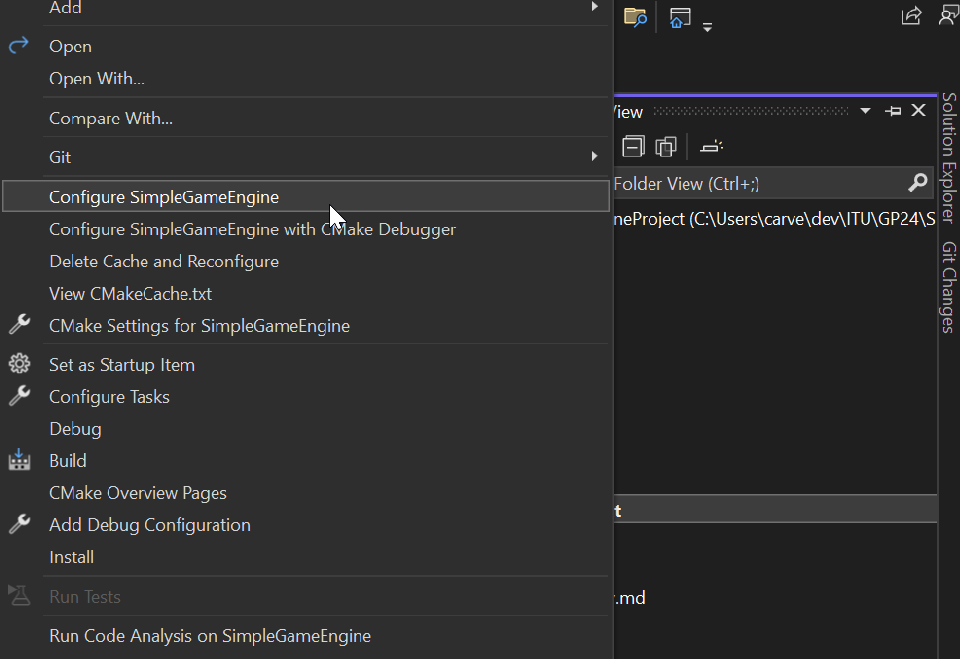 Add
Open
Open With...
Compare With...
Git
Configure SimpleGameEngine
Configure SimpleGameEngine with CMake Debugger
Delete Cache and Reconfigure
View CMakeCache.txt
CMake Settings for SimpleGameEngine
Set as Startup Item
Configure Tasks
Debug
Build
CMake Overview Pages
Add Debug Configuration
Install
Run Tests
Run Code Analysis on SimpleGameEngine
View
Folder View (Ctrl+;)
neProject (C:\Users\carve\dev\ITU\GP24\S
t
.md
Solution Explorer
Git Changes